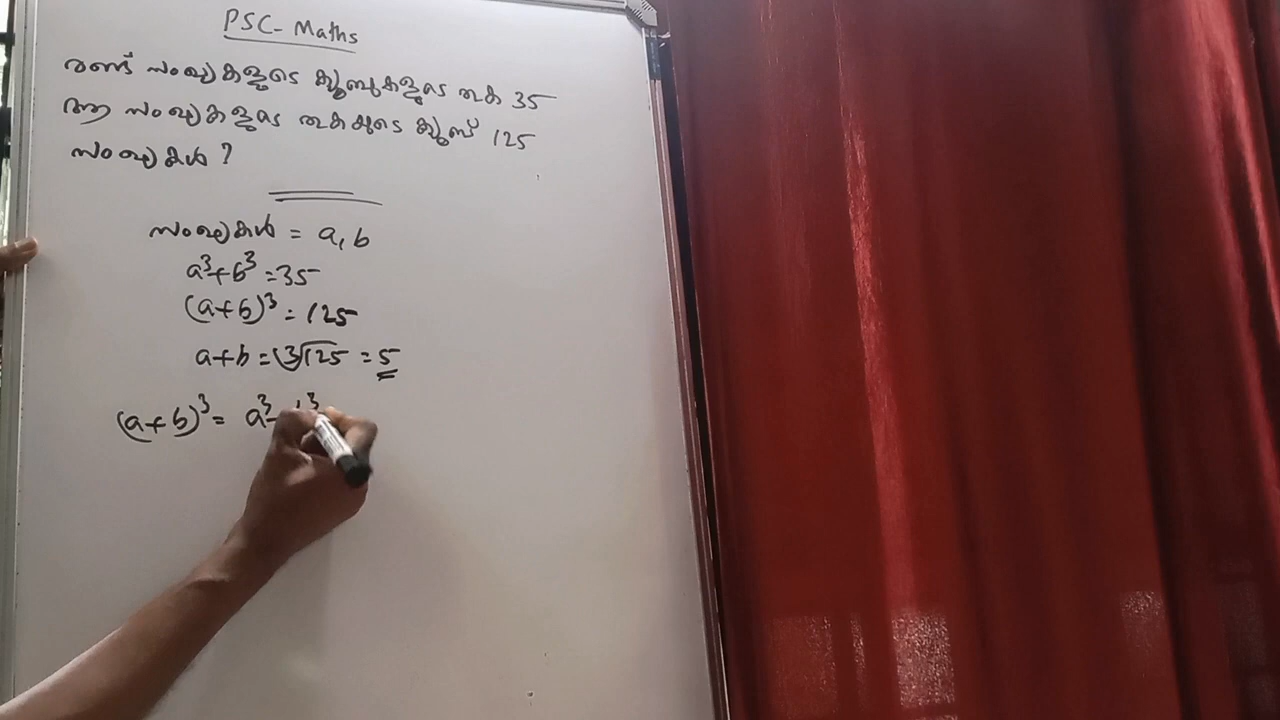 PSC- Maths
രണ്ട് സംഖ്യകളുടെ ക്യൂബുകളുടെ തുക 35
ആ സംഖ്യകളുടെ തുകയുടെ ക്യൂബ് 125
സംഖ്യകൾ ?
സംഖ്യകൾ = a, b
a³+b³ = 35
(a+b)³ = 125
a+b = ∛125 = 5
(a+b)³ = a³